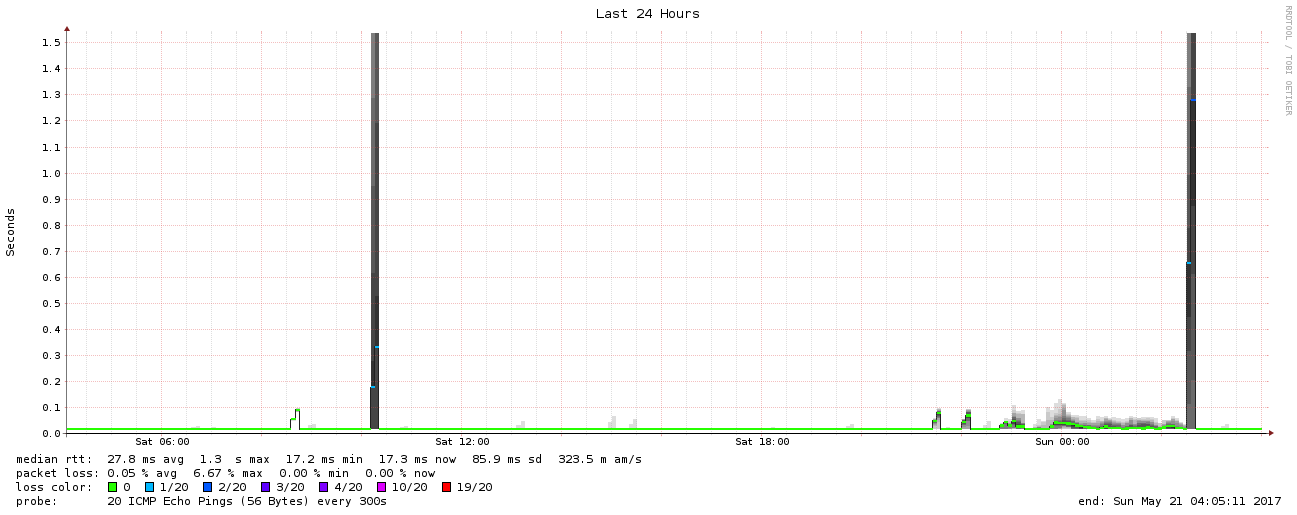 Last 24 Hours
RRDTOOL / TOBI OETIKER
Seconds
1.5
1.4
1.3
1.2
1.1
1.0
0.9
0.8
0.7
0.6
0.5
0.4
0.3
0.2
0.1
0.0
Sat 06:00 Sat 12:00 Sat 18:00 Sun 00:00
median rtt: 27.8 ms avg 1.3 s max 17.2 ms min 17.3 ms now 85.9 ms sd 323.5 m am/s
packet loss: 0.05 % avg 6.67 % max 0.00 % min 0.00 % now
loss color: 0 1/20 2/20 3/20 4/20 10/20 19/20
probe: 20 ICMP Echo Pings (56 Bytes) every 300s end: Sun May 21 04:05:11 2017